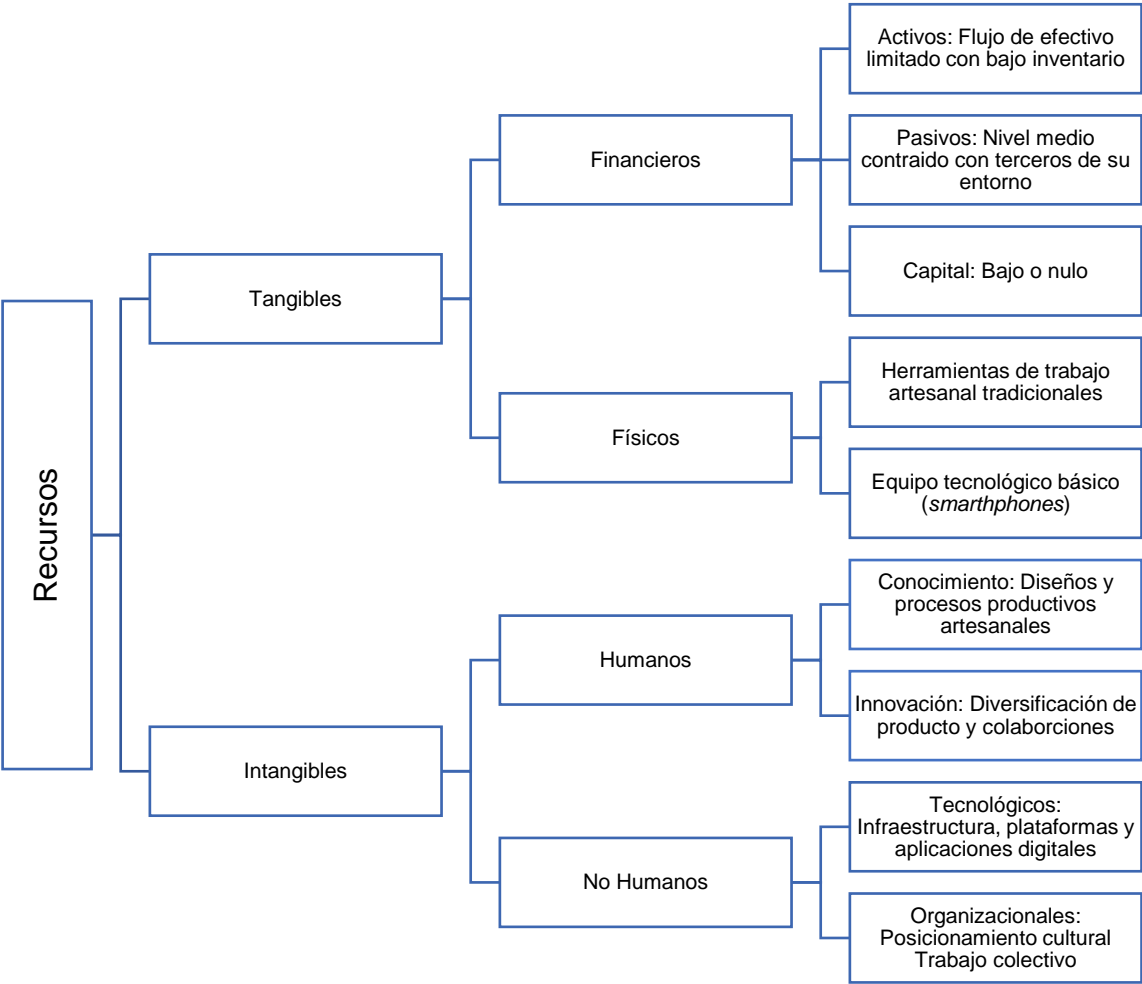 Recursos
Tangibles
Financieros
Activos: Flujo de efectivo
limitado con bajo inventario
Pasivos: Nivel medio
contraido con terceros de su
entorno
Capital: Bajo o nulo
Físicos
Herramientas de trabajo
artesanal tradicionales
Equipo tecnológico básico
(smarthphones)
Intangibles
Humanos
Conocimiento: Diseños y
procesos productivos
artesanales
Innovación: Diversificación de
producto y colaborciones
No Humanos
Tecnológicos:
Infraestructura, plataformas y
aplicaciones digitales
Organizacionales:
Posicionamiento cultural
Trabajo colectivo